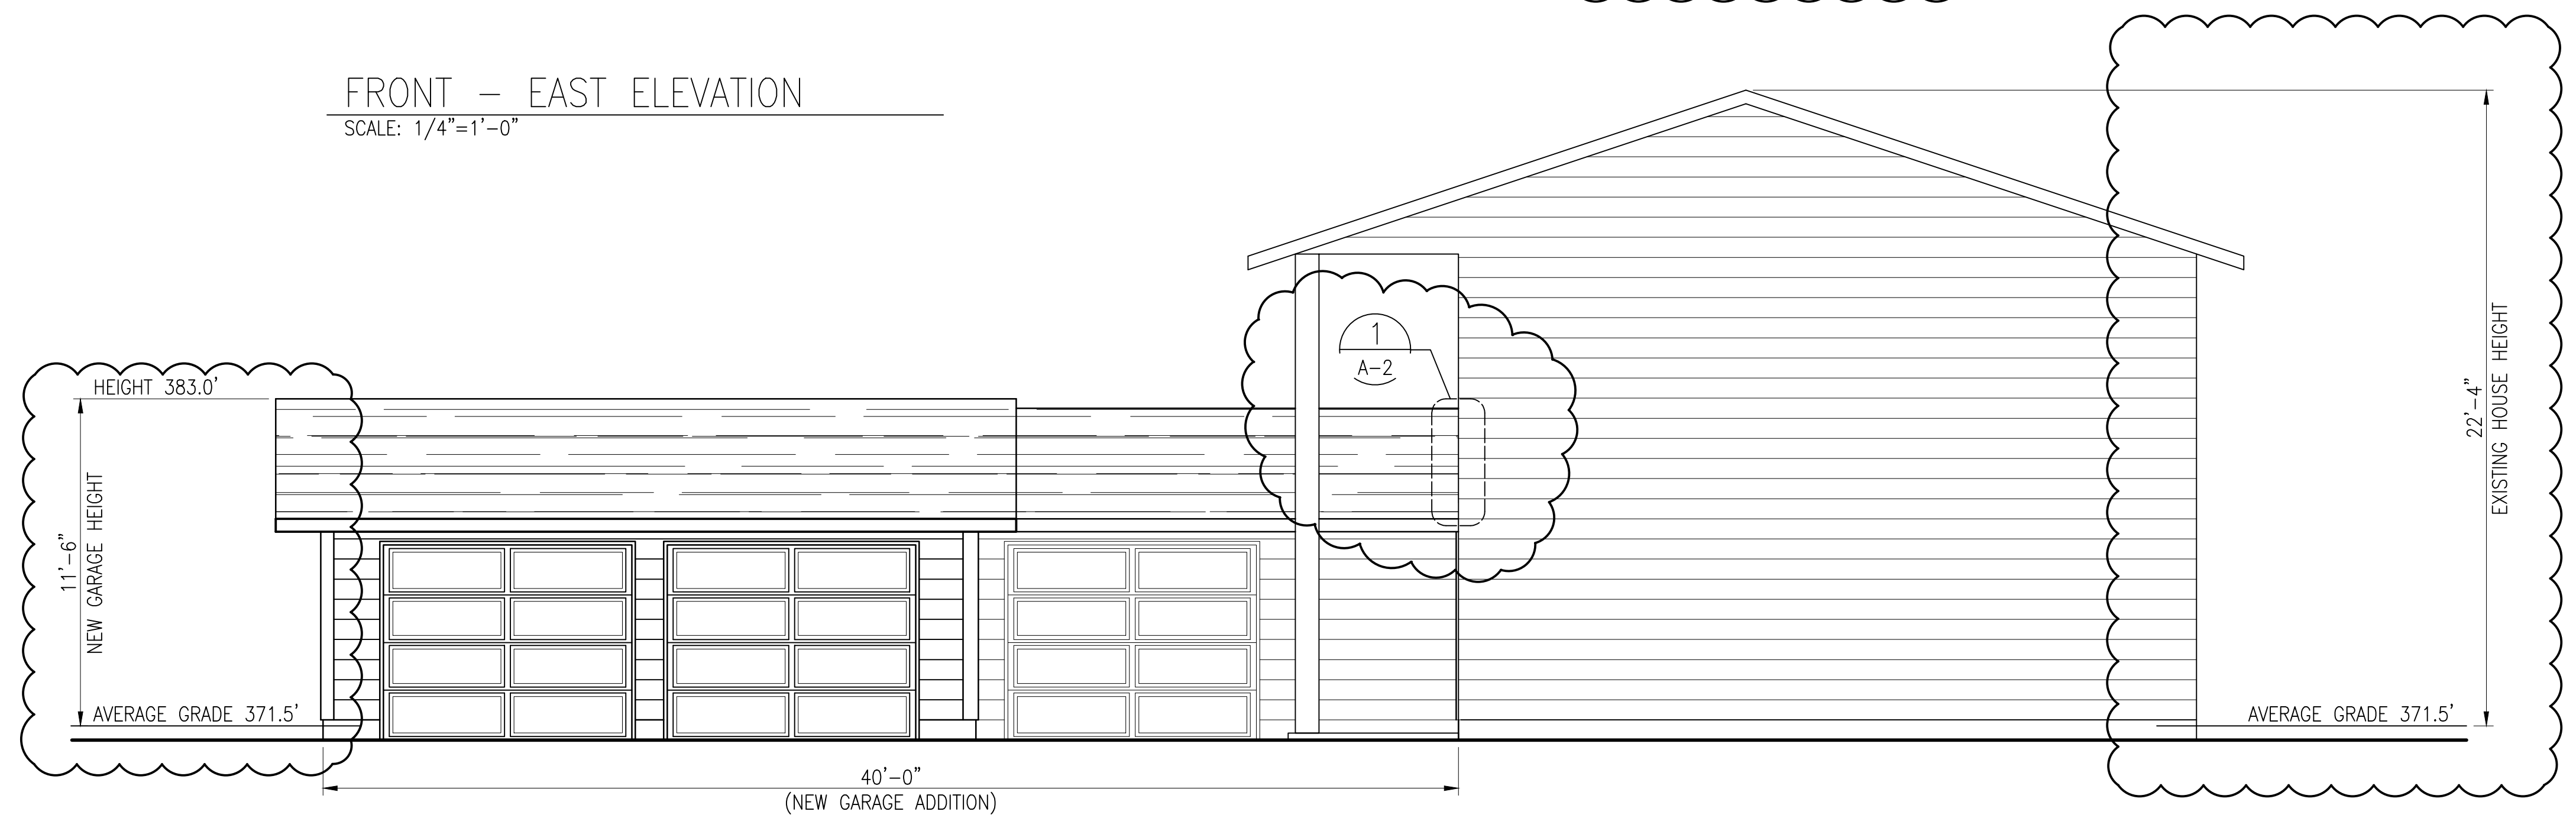 FRONT – EAST ELEVATION
SCALE: 1/4"=1'-0"
HEIGHT 383.0'
11'-6"
NEW GARAGE HEIGHT
AVERAGE GRADE 371.5'
1
A-2
40'-0"
(NEW GARAGE ADDITION)
22'-4"
EXISTING HOUSE HEIGHT
AVERAGE GRADE 371.5'